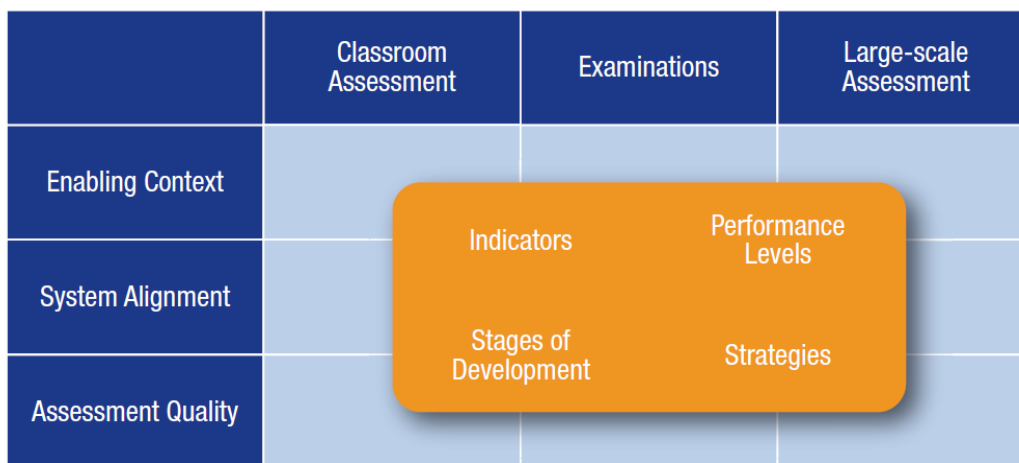 Classroom
Assessment
Examinations
Large-scale
Assessment
Enabling Context
Indicators
Performance
Levels
System Alignment
Stages of
Development
Strategies
Assessment Quality